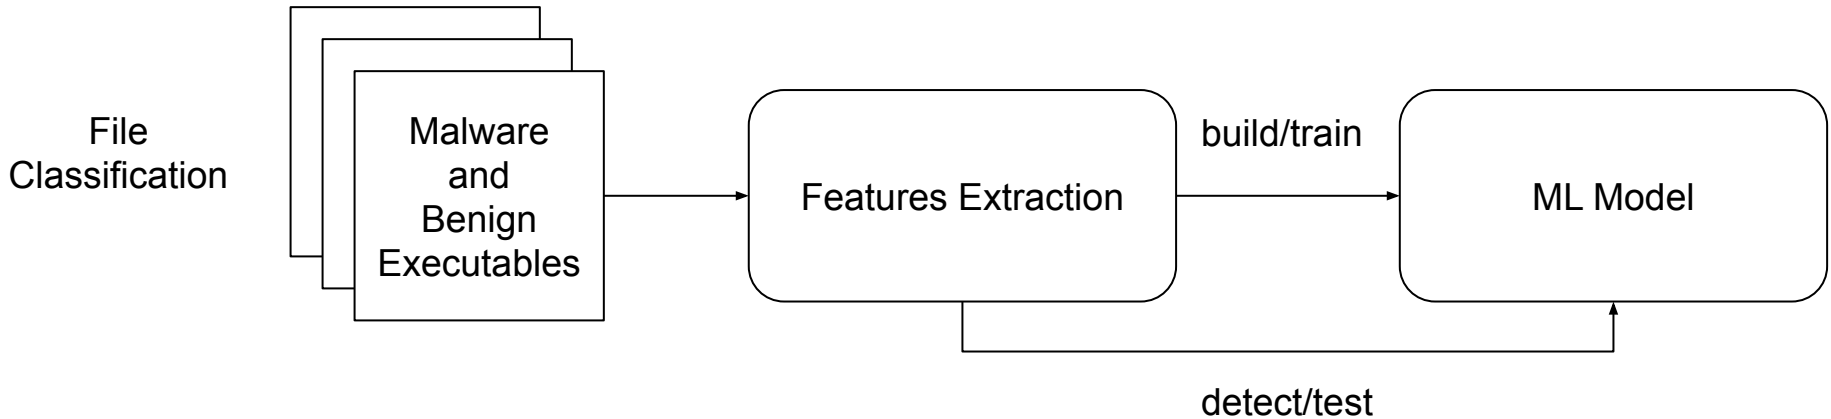 File
Classification
Malware
and
Benign
Executables
Features Extraction
build/train
ML Model
detect/test